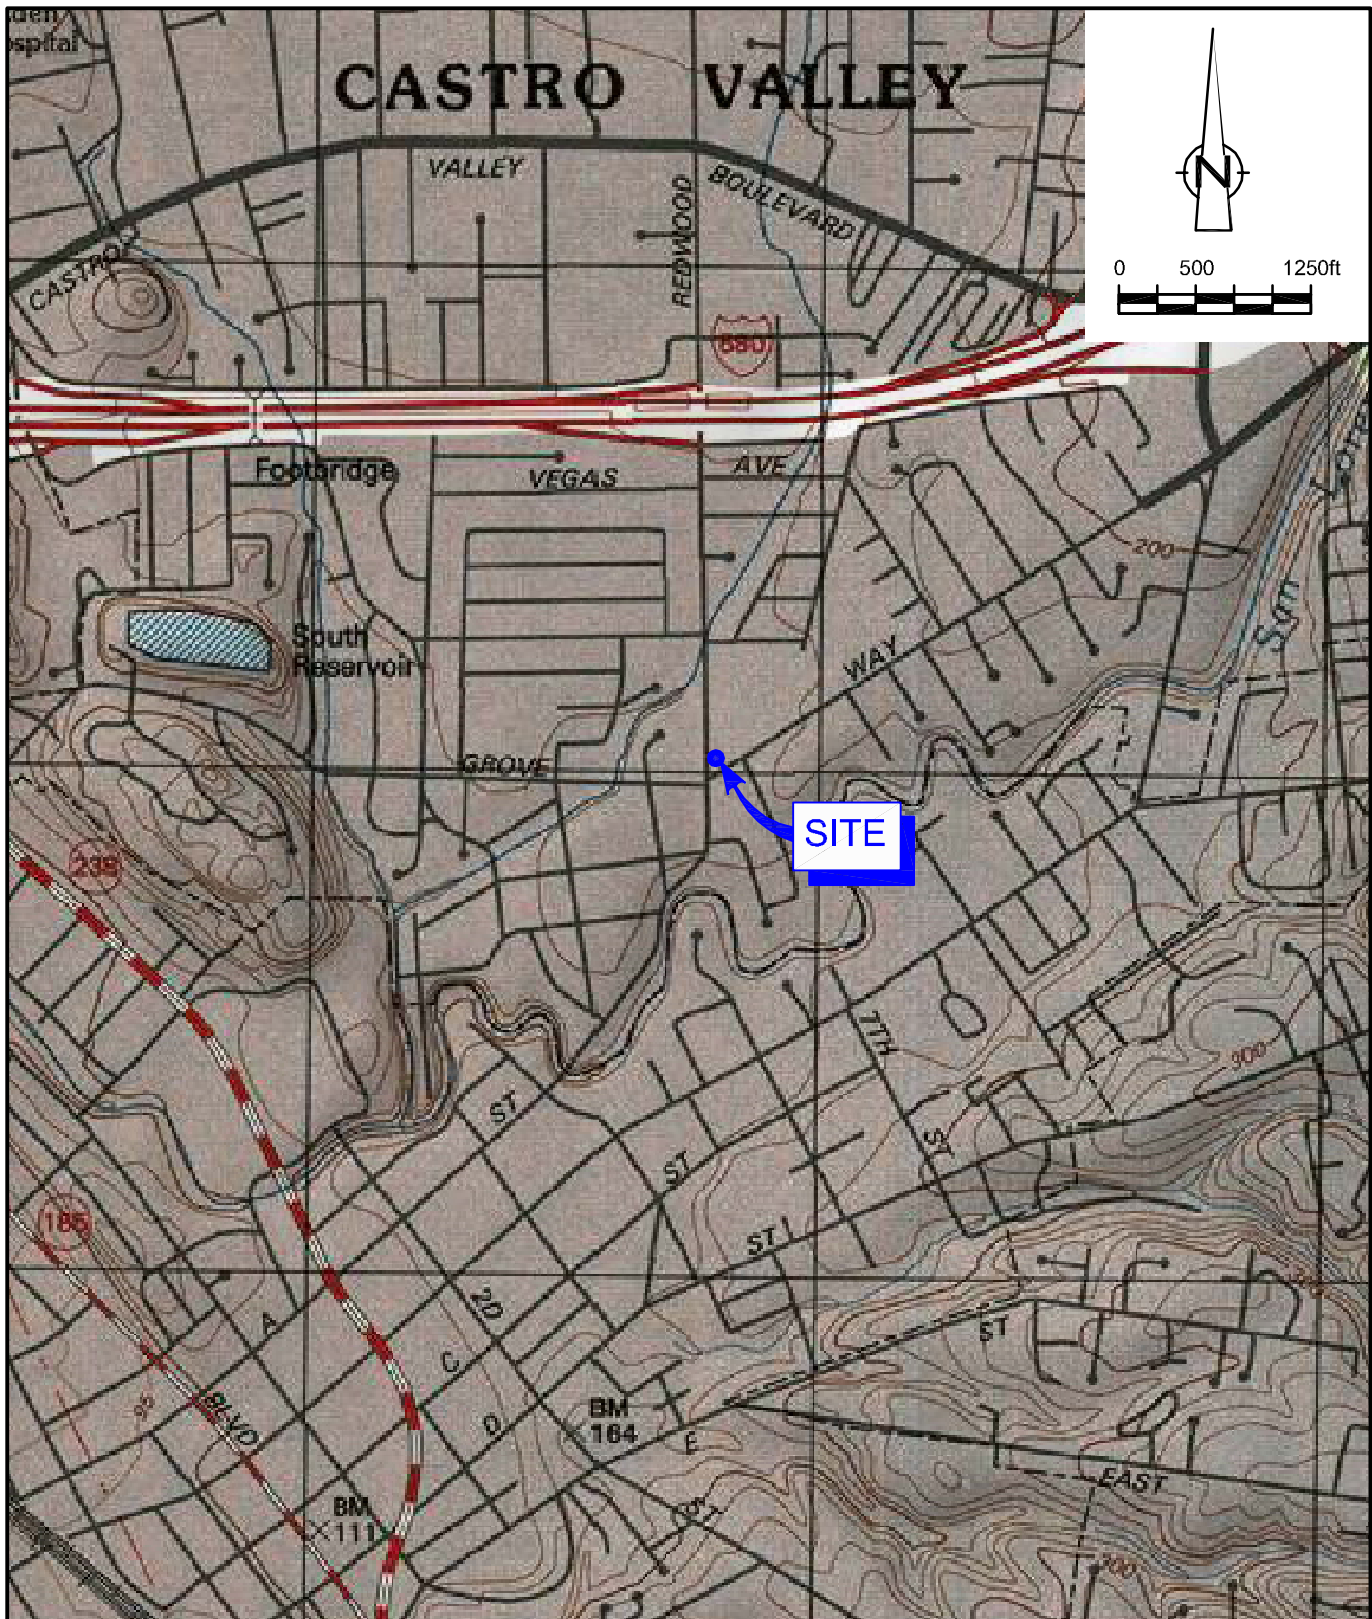 CASTRO VALLEY
N
0 500 1250ft
VALLEY
BOULEVARD
REDWOOD
CASTRO
580
Footbridge
VEGAS
AVE
200
South
Reservoir
WAY
GROVE
SITE
238
7TH
ST
ST
ST
ST
185
A
2D
C
D
ST
BLVD
BM
164
E
EAST
BM
111